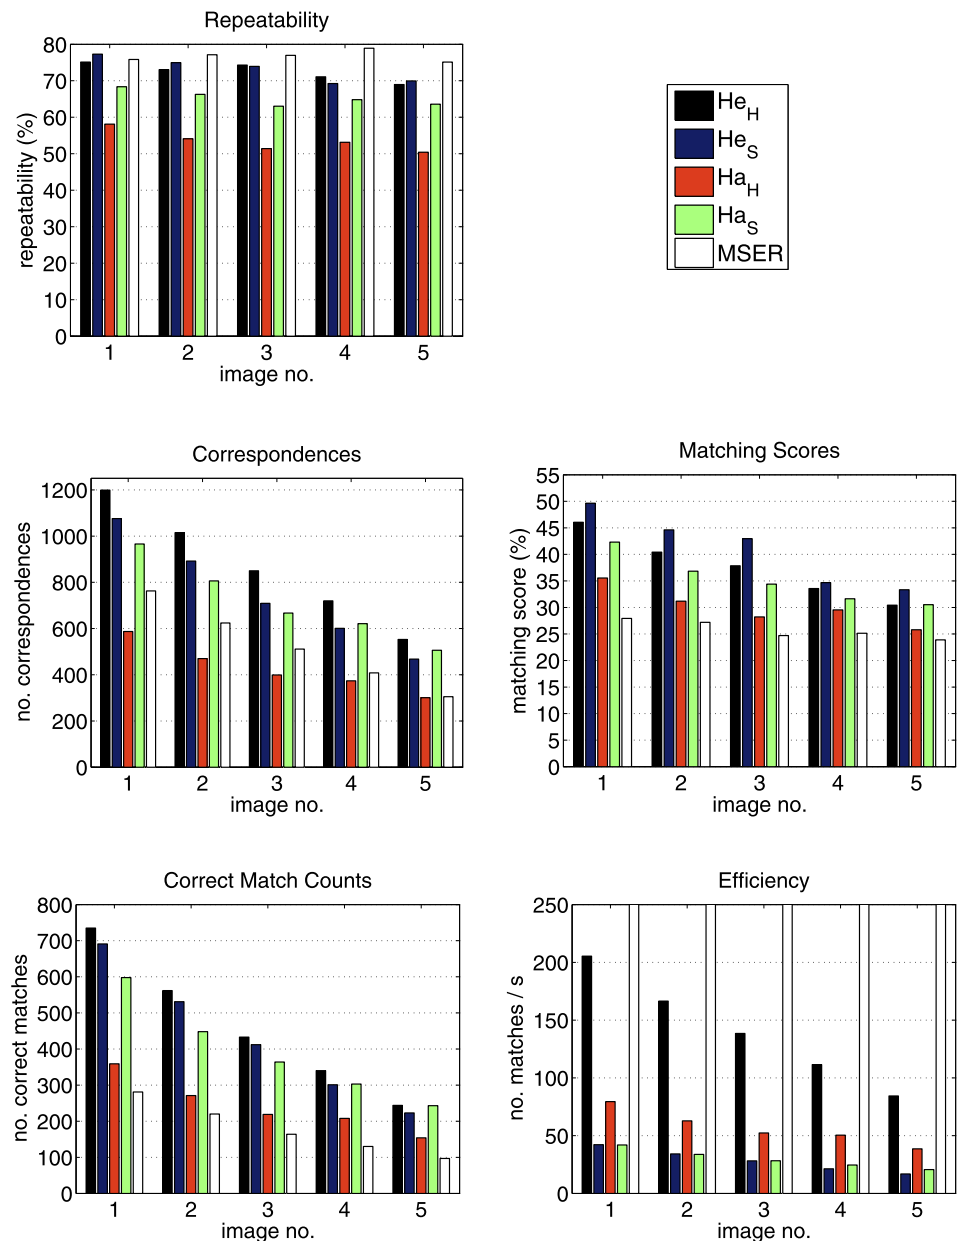 Repeatability
repeatability (%)
80
70
60
50
40
30
20
10
0
1 2 3 4 5
image no.
He_H
He_S
Ha_H
Ha_S
MSER
Correspondences
no. correspondences
1200
1000
800
600
400
200
0
1 2 3 4 5
image no.
Matching Scores
matching score (%)
55
50
45
40
35
30
25
20
15
10
5
0
1 2 3 4 5
image no.
Correct Match Counts
no. correct matches
800
700
600
500
400
300
200
100
0
1 2 3 4 5
image no.
Efficiency
no. matches / s
250
200
150
100
50
0
1 2 3 4 5
image no.